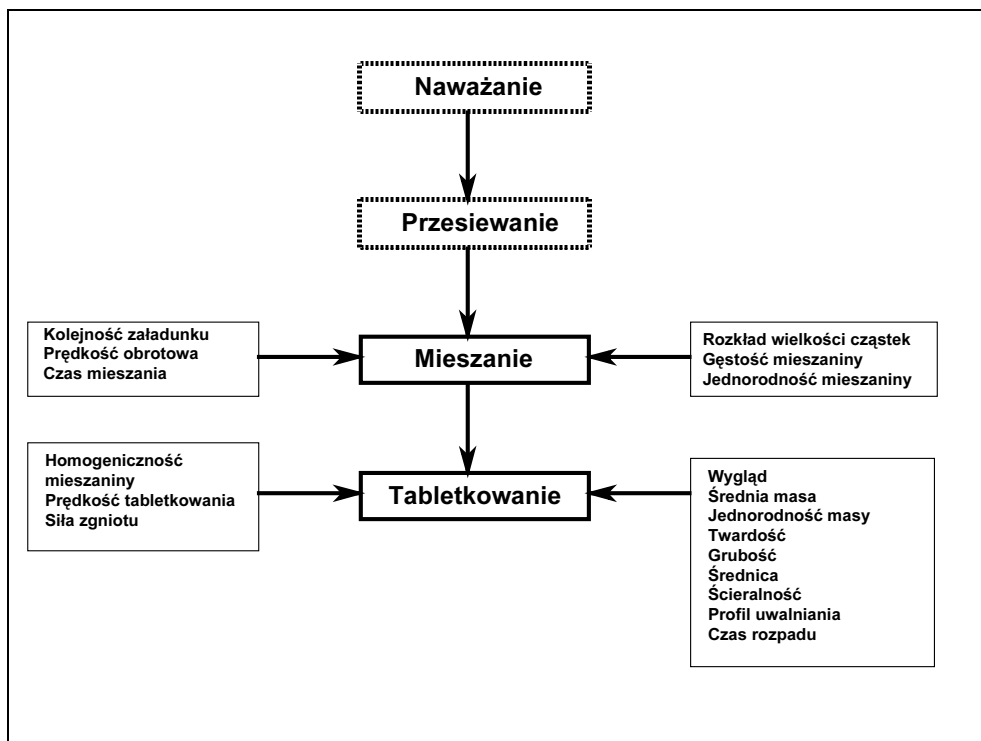 Naważanie
Przesiewanie
Kolejność załadunku
Prędkość obrotowa
Czas mieszania
Mieszanie
Rozkład wielkości cząstek
Gęstość mieszaniny
Jednorodność mieszaniny
Homogeniczność
mieszaniny
Prędkość tabletkowania
Siła zgniotu
Tabletkowanie
Wygląd
Średnia masa
Jednorodność masy
Twardość
Grubość
Średnica
Ścieralność
Profil uwalniania
Czas rozpadu